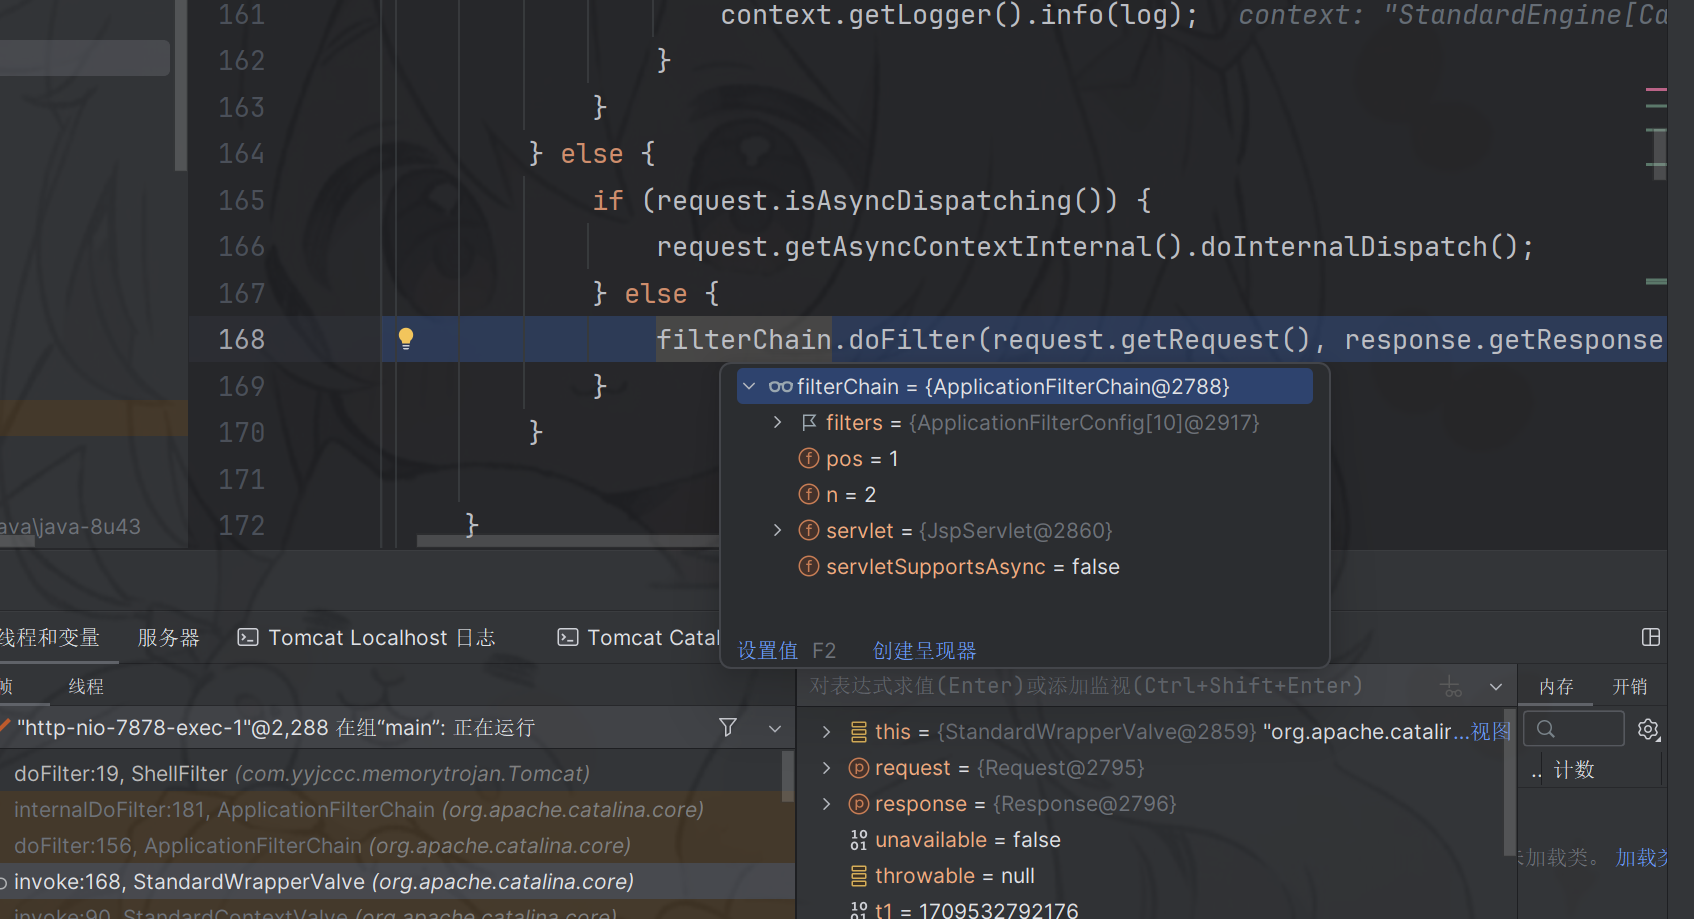 161 context.getLogger().info(log); context: "StandardEngine[Ca
162 }
163 }
164 } else {
165 if (request.isAsyncDispatching()) {
166 request.getAsyncContextInternal().doInternalDispatch();
167 } else {
168 filterChain.doFilter(request.getRequest(), response.getResponse
169 }
170 }
171
172 }
ava\java-8u43
filterChain = {ApplicationFilterChain@2788}
filters = {ApplicationFilterConfig[10]@2917}
pos = 1
n = 2
servlet = {JspServlet@2860}
servletSupportsAsync = false
设置值 F2 创建呈现器
线程和变量 服务器 Tomcat Localhost 日志 Tomcat Catal
帧 线程
对表达式求值(Enter)或添加监视(Ctrl+Shift+Enter)
内存 开销
"http-nio-7878-exec-1"@2,288 在组“main”: 正在运行
doFilter:19, ShellFilter (com.yyjccc.memorytrojan.Tomcat)
internalDoFilter:181, ApplicationFilterChain (org.apache.catalina.core)
doFilter:156, ApplicationFilterChain (org.apache.catalina.core)
invoke:168, StandardWrapperValve (org.apache.catalina.core)
invoke:90, StandardContextValve (org.apache.catalina.core)
this = {StandardWrapperValve@2859} "org.apache.catalir...视图
request = {Request@2795}
response = {Response@2796}
unavailable = false
throwable = null
t1 = 1709532792176
.. 计数
未加载类。 加载类